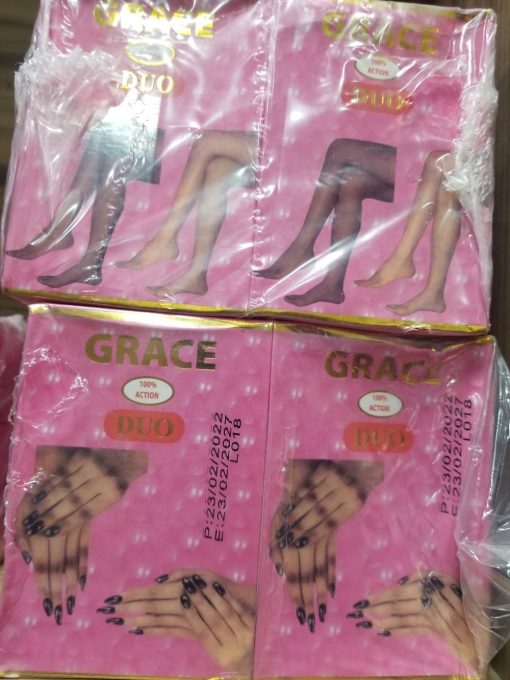 GRACE
DUO
GRACE
100%
ACTION
DUO
GRACE
100%
ACTION
DUO
P:23/02/2022
E:23/02/2027
L018
GRACE
100%
ACTION
DUO
P:23/02/2022
E:23/02/2027
L018